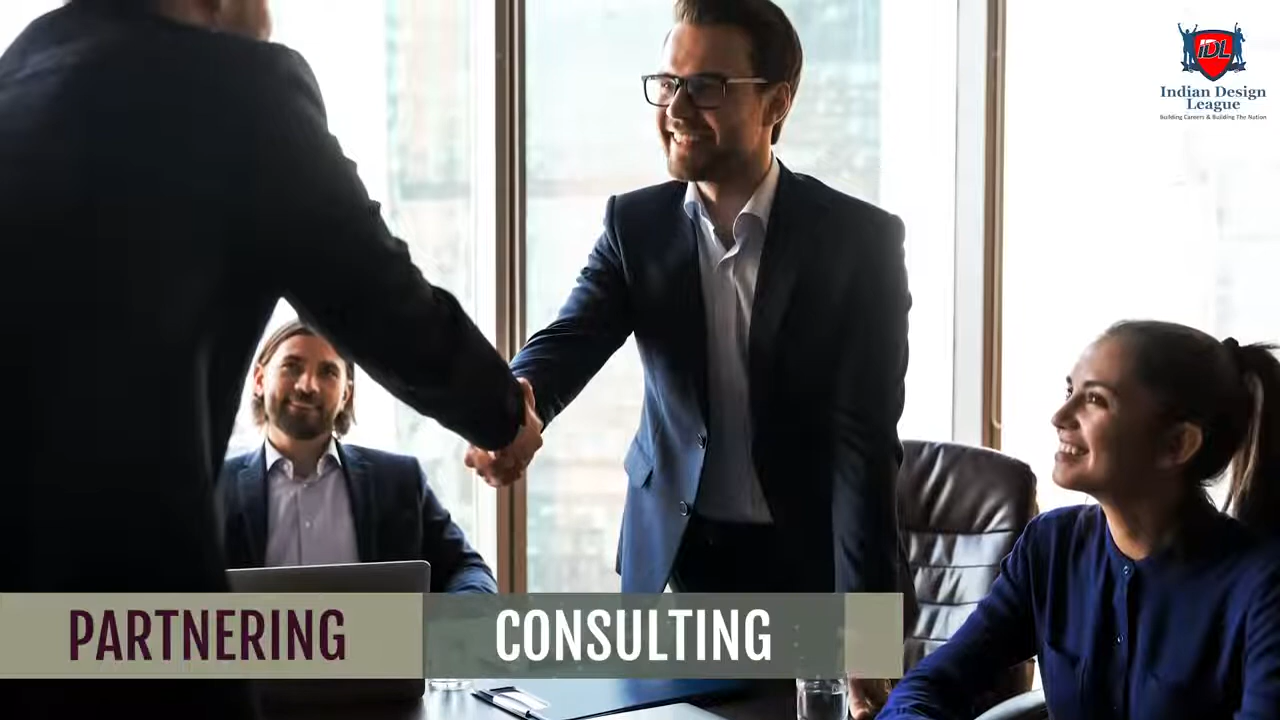 IDL
Indian Design
League
Building Careers & Building The Nation
PARTNERING
CONSULTING